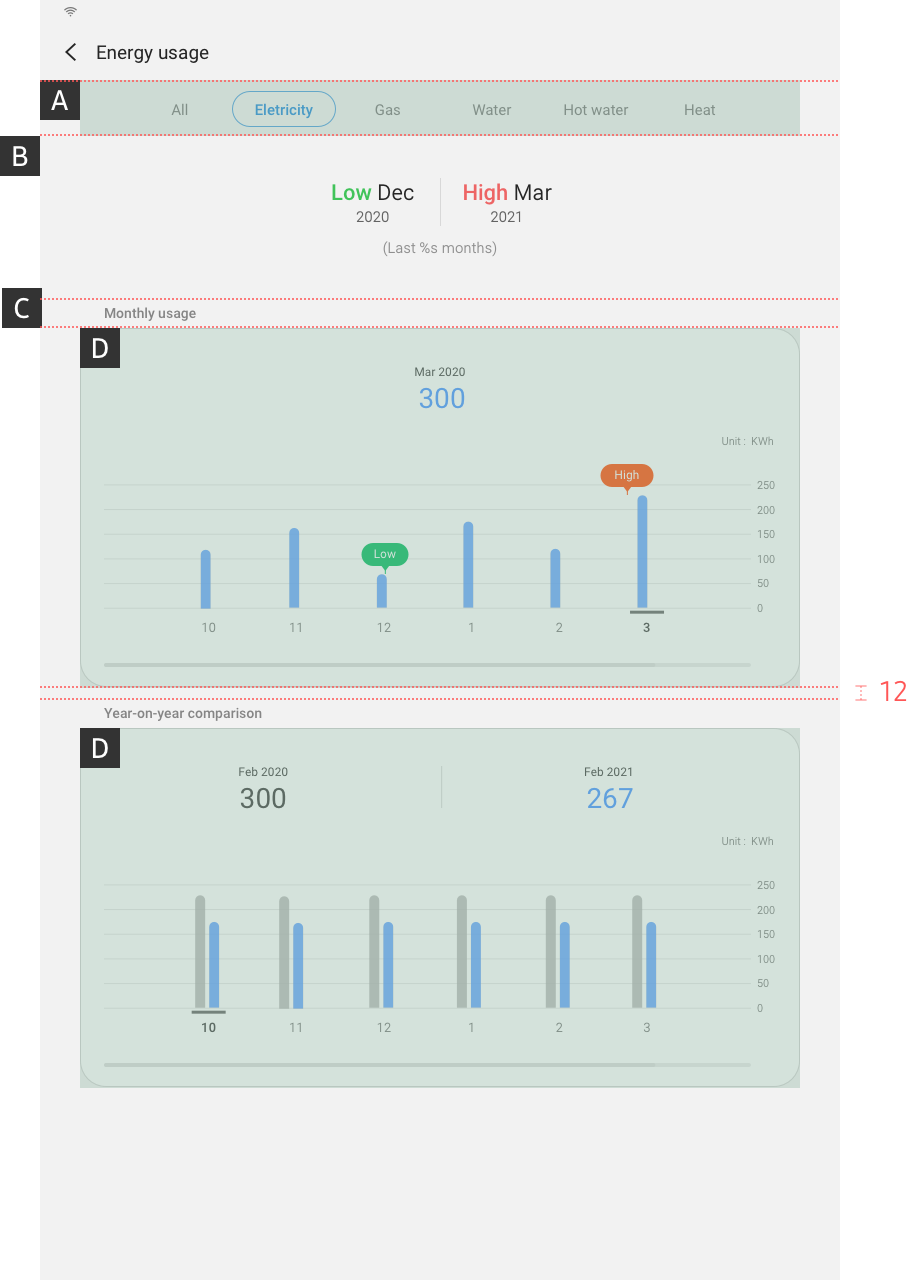 Energy usage
A
All Eletricity Gas Water Hot water Heat
B
Low Dec High Mar
2020 2021
(Last %s months)
C
Monthly usage
D
Mar 2020
300
Unit : KWh
High
250
200
150
Low
100
50
0
10 11 12 1 2 3
12
Year-on-year comparison
D
Feb 2020 Feb 2021
300 267
Unit : KWh
250
200
150
100
50
0
10 11 12 1 2 3